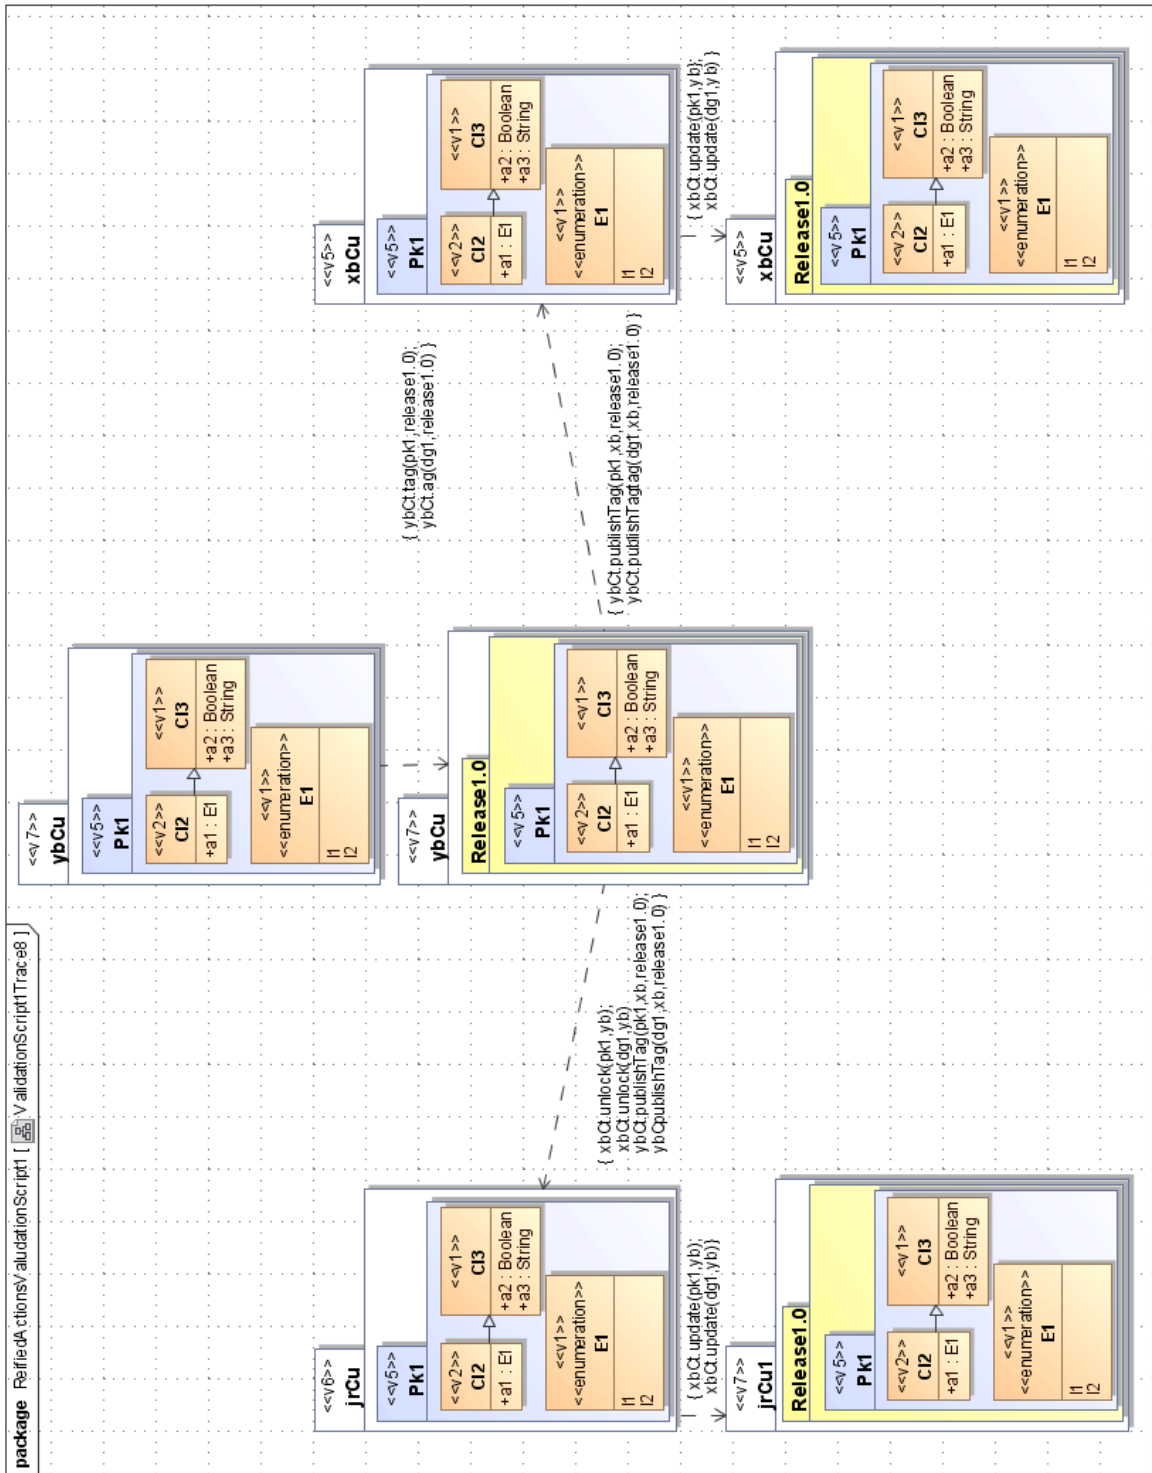 package ReifiedActionsValudationScript1 [ ValidationScript1Trace8 ]
<<v7>>
ybCu
<<v5>>
Pk1
<<v2>>
Cl2
+a1 : E1
<<v1>>
Cl3
+a2 : Boolean
+a3 : String
<<v1>>
<<enumeration>>
E1
l1
l2
{ ybCt.tag(pk1,release1.0);
ybCt.ag(dg1,release1.0) }
<<v7>>
ybCu
Release1.0
<<v5>>
Pk1
<<v2>>
Cl2
+a1 : E1
<<v1>>
Cl3
+a2 : Boolean
+a3 : String
<<v1>>
<<enumeration>>
E1
l1
l2
{ xbCt.unlock(pk1,yb);
xbCt.unlock(dg1,yb)
ybCt.publishTag(pk1,xb,release1.0);
ybCpublishTag(dg1,xb,release1.0) }
{ ybCt.publishTag(pk1,xb,release1.0);
ybCt.publishTagtag(dg1,xb,release1.0) }
<<v6>>
jrCu
<<v5>>
Pk1
<<v2>>
Cl2
+a1 : E1
<<v1>>
Cl3
+a2 : Boolean
+a3 : String
<<v1>>
<<enumeration>>
E1
l1
l2
<<v5>>
xbCu
<<v5>>
Pk1
<<v2>>
Cl2
+a1 : E1
<<v1>>
Cl3
+a2 : Boolean
+a3 : String
<<v1>>
<<enumeration>>
E1
l1
l2
{ xbCt.update(pk1,yb);
xbCt.update(dg1,yb)}
{ xbCt.update(pk1,yb};
xbCt.update(dg1,yb) }
<<v7>>
jrCu1
Release1.0
<<v5>>
Pk1
<<v2>>
Cl2
+a1 : E1
<<v1>>
Cl3
+a2 : Boolean
+a3 : String
<<v1>>
<<enumeration>>
E1
l1
l2
<<v5>>
xbCu
Release1.0
<<v5>>
Pk1
<<v2>>
Cl2
+a1 : E1
<<v1>>
Cl3
+a2 : Boolean
+a3 : String
<<v1>>
<<enumeration>>
E1
l1
l2